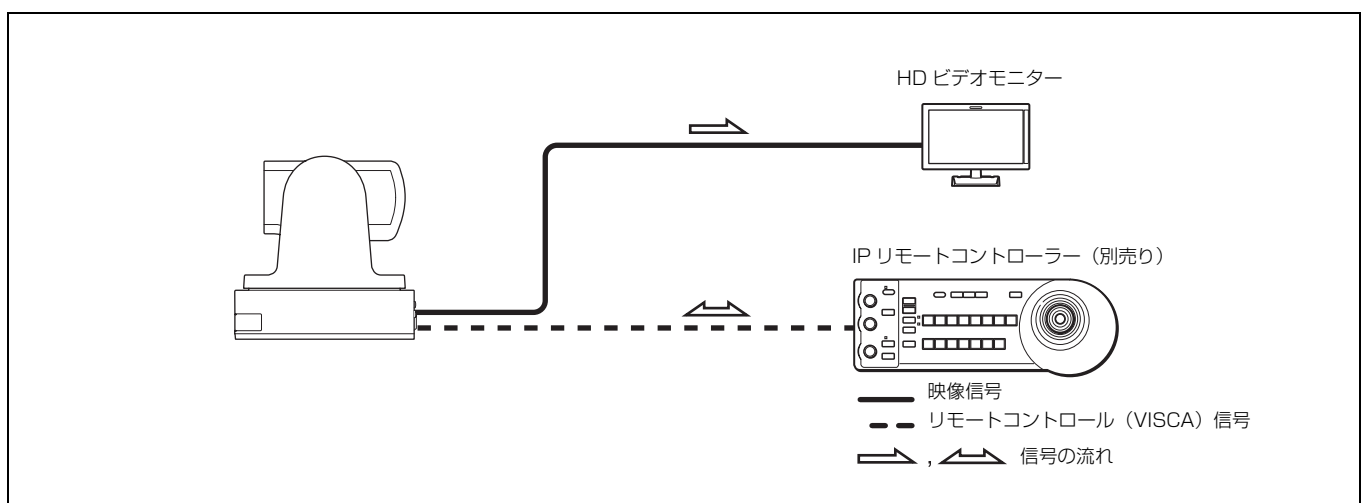 HD ビデオモニター
IP リモートコントローラー（別売り）
映像信号
リモートコントロール（VISCA）信号
, 信号の流れ